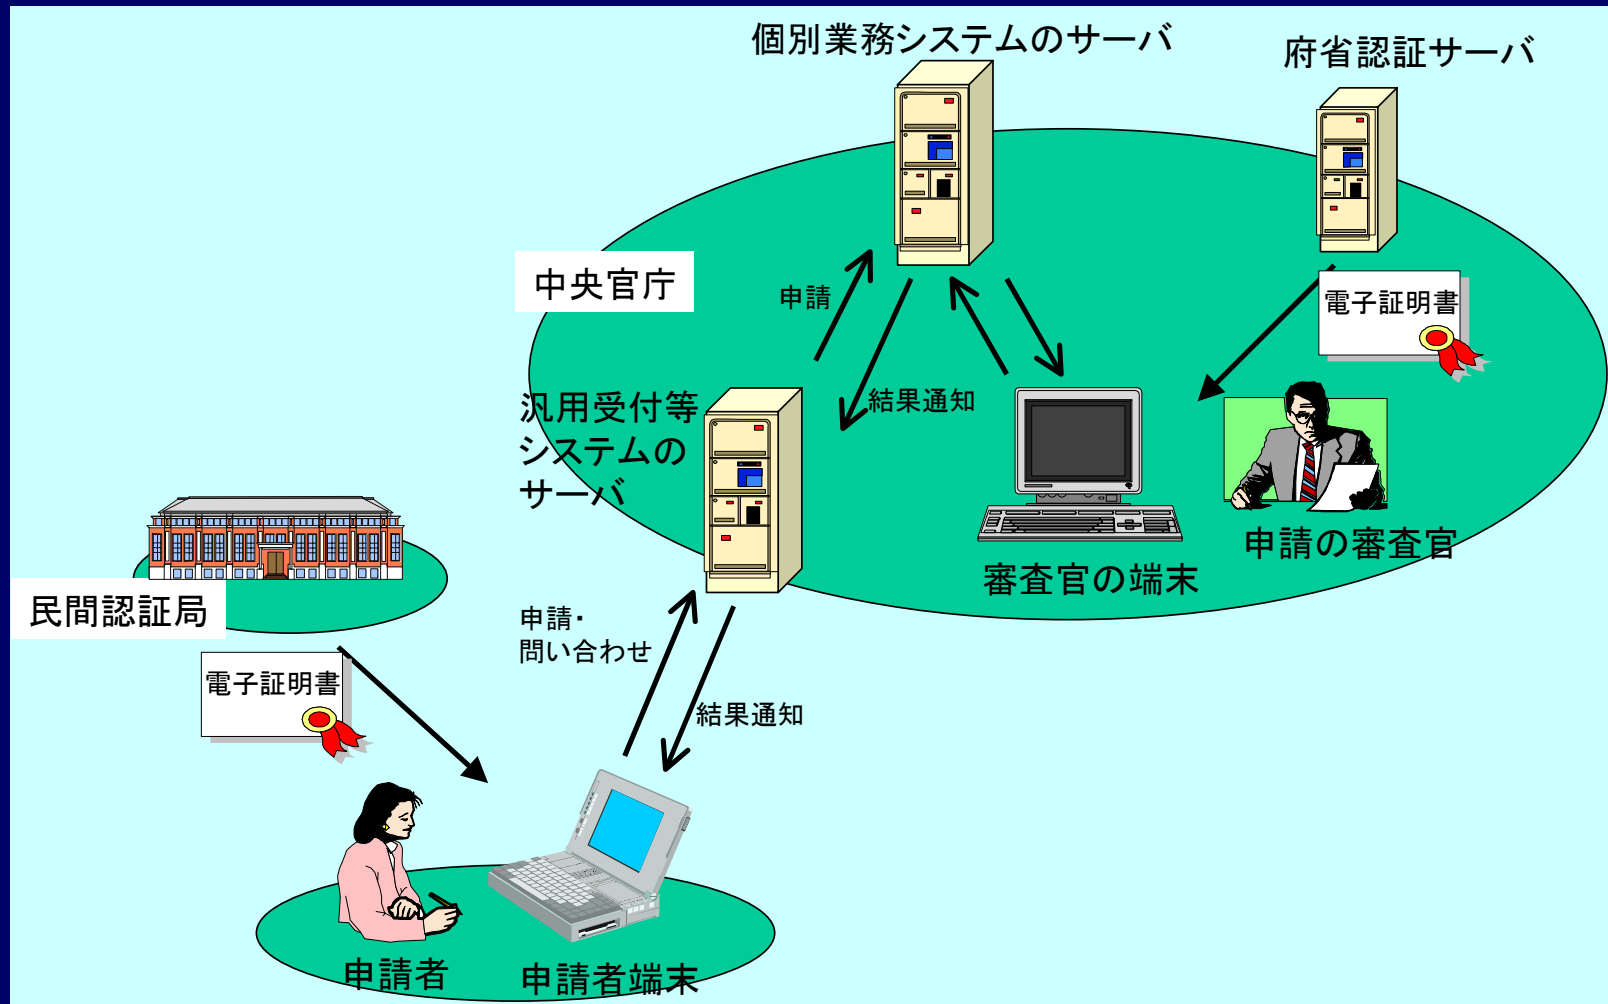 個別業務システムのサーバ
府省認証サーバ
中央官庁
申請
電子証明書
結果通知
汎用受付等
システムの
サーバ
申請の審査官
審査官の端末
民間認証局
申請・
問い合わせ
電子証明書
結果通知
申請者
申請者端末